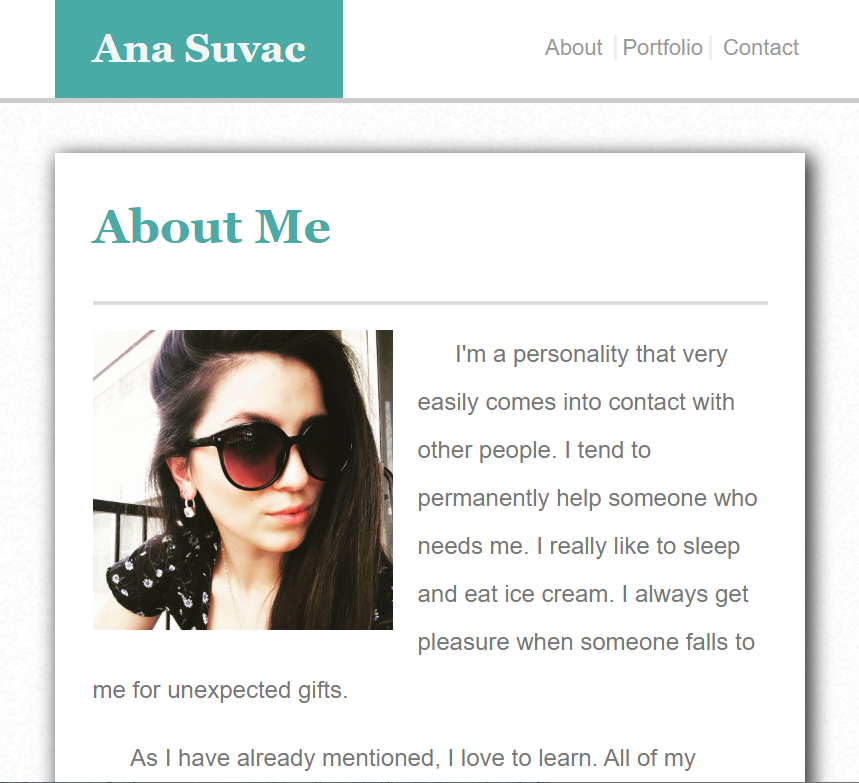 Ana Suvac
About Portfolio Contact
About Me
I'm a personality that very
easily comes into contact with
other people. I tend to
permanently help someone who
needs me. I really like to sleep
and eat ice cream. I always get
pleasure when someone falls to
me for unexpected gifts.
As I have already mentioned, I love to learn. All of my